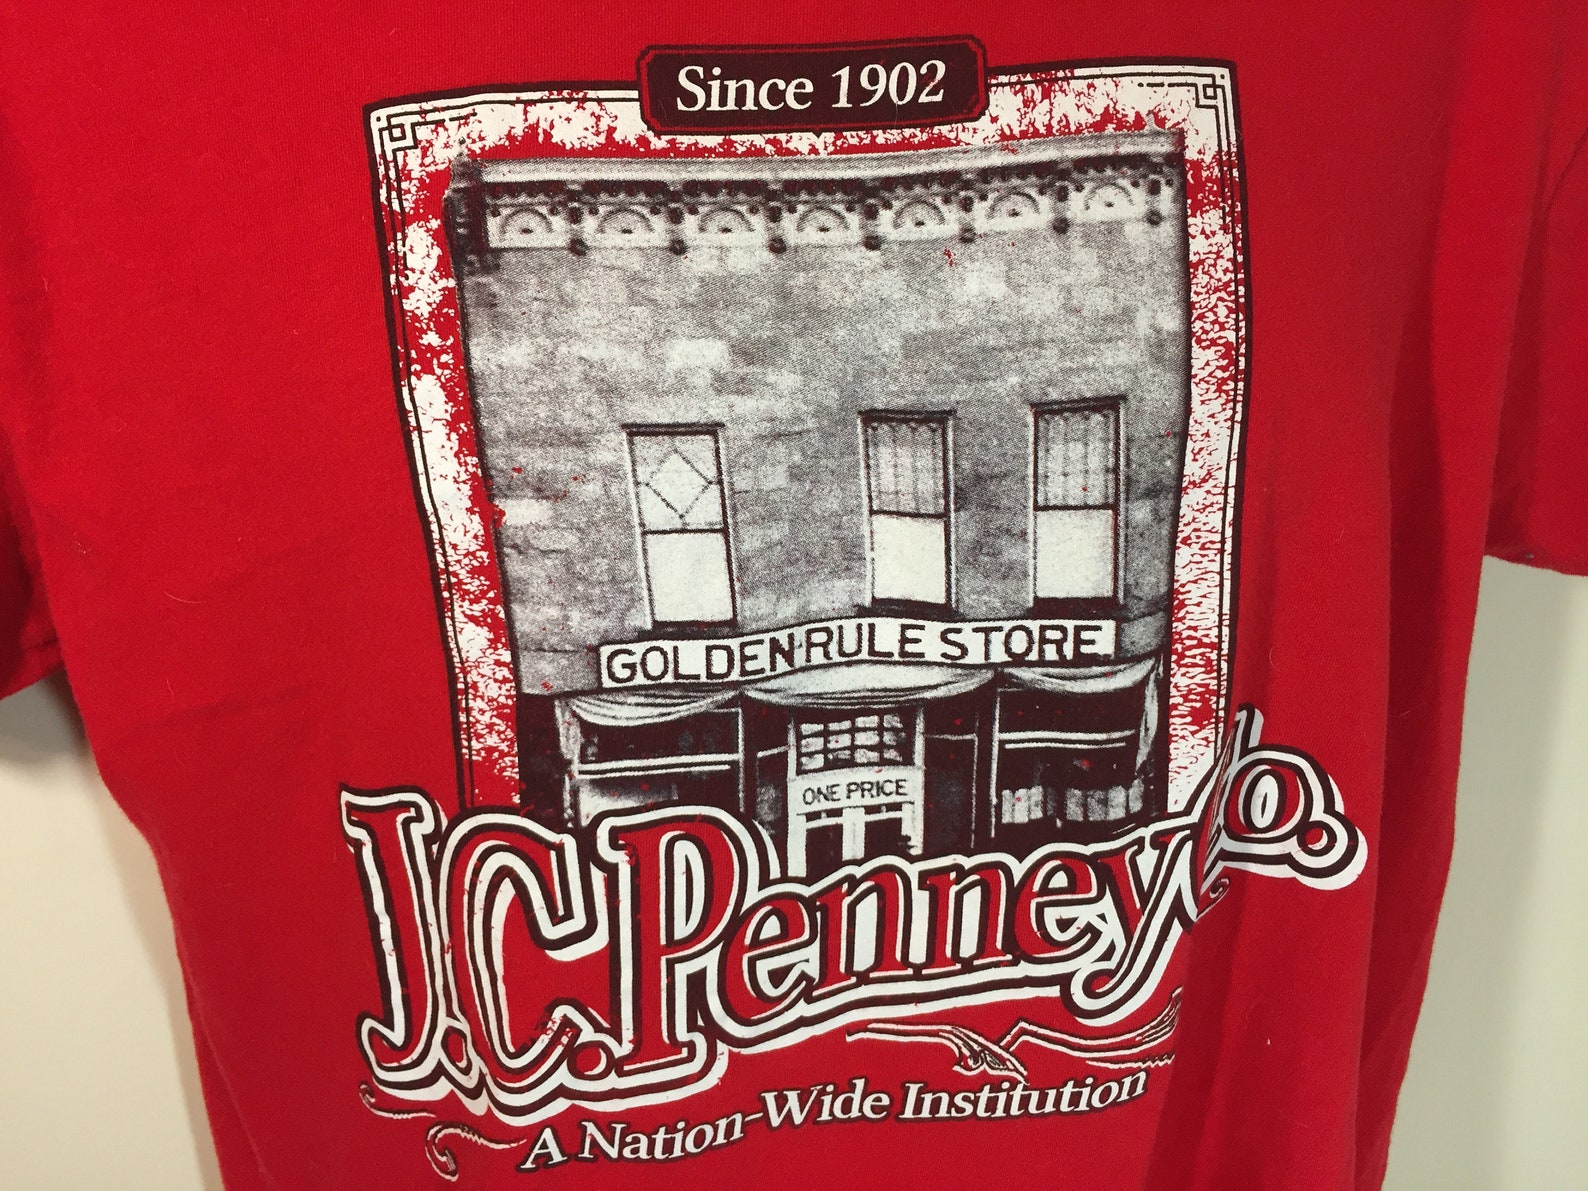 Since 1902
GOLDEN RULE STORE
ONE PRICE
J.C. Penney Co.
A Nation-Wide Institution